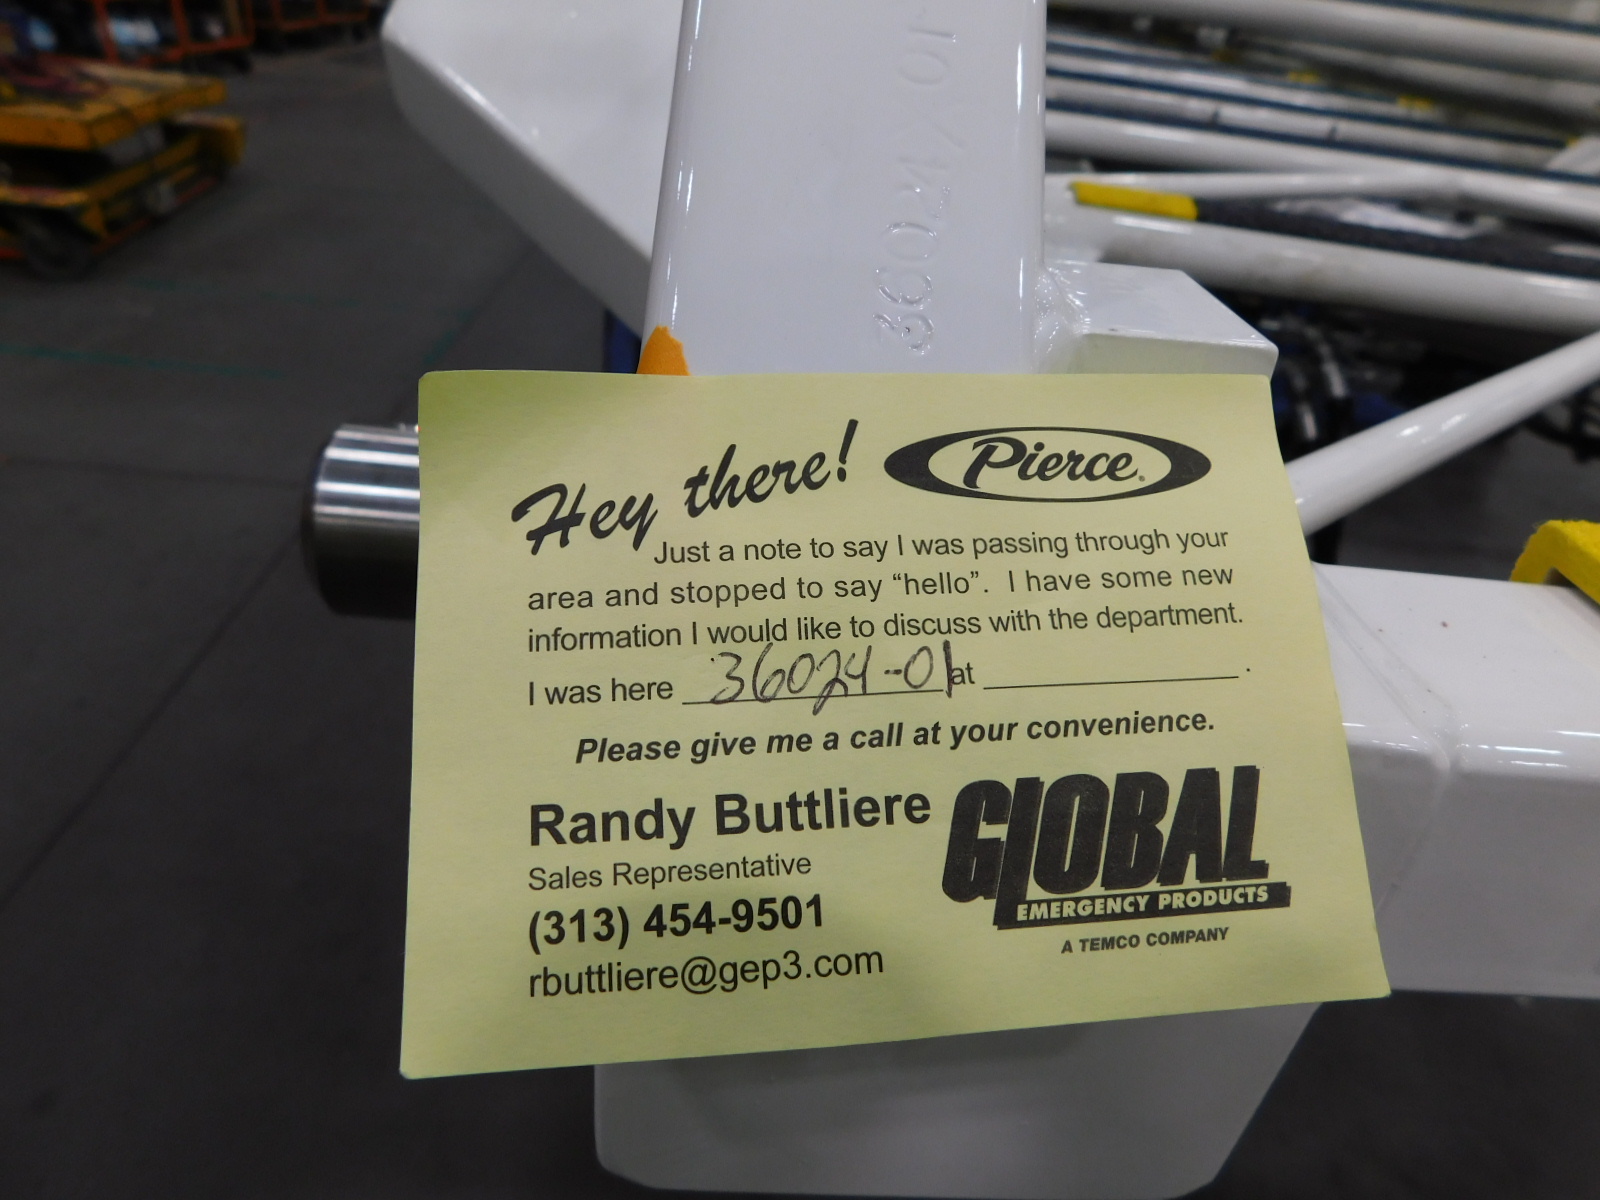 36024/01
Hey there!
Pierce
Just a note to say I was passing through your
area and stopped to say “hello”. I have some new
information I would like to discuss with the department.
I was here 36024-01 at .
Please give me a call at your convenience.
Randy Buttliere
Sales Representative
(313) 454-9501
rbuttliere@gep3.com
GLOBAL
EMERGENCY PRODUCTS
A TEMCO COMPANY